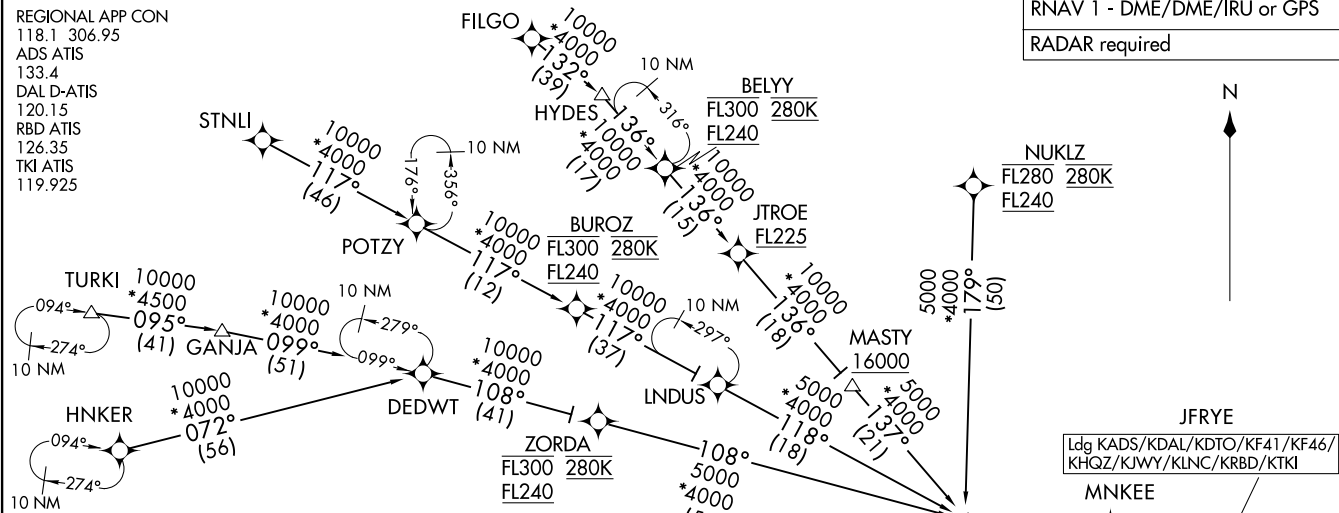 REGIONAL APP CON
118.1 306.95
ADS ATIS
133.4
DAL D-ATIS
120.15
RBD ATIS
126.35
TKI ATIS
119.925
RNAV 1 - DME/DME/IRU or GPS
RADAR required
N
FILGO
10000
*4000
132°
(39)
HYDES
10 NM
316°
136°
10000
*4000
(17)
BELYY
FL300 280K
FL240
10000
*4000
136°
(15)
JTROE
FL225
10000
*4000
136°
(18)
MASTY
16000
5000
*4000
137°
(21)
NUKLZ
FL280 280K
FL240
5000
*4000
179°
(50)
STNLI
10000
*4000
117°
(46)
10 NM
176°
356°
POTZY
10000
*4000
117°
(12)
BUROZ
FL300 280K
FL240
10000
*4000
117°
(37)
10 NM
297°
LNDUS
5000
*4000
118°
(18)
TURKI
094°
274°
10 NM
10000
*4500
095°
(41)
GANJA
10000
*4000
099°
(51)
10 NM
279°
099°
DEDWT
10000
*4000
108°
(41)
ZORDA
FL300 280K
FL240
108°
5000
*4000
HNKER
094°
274°
10 NM
10000
*4000
072°
(56)
JFRYE
Ldg KADS/KDAL/KDTO/KF41/KF46/
KHQZ/KJWY/KLNC/KRBD/KTKI
MNKEE